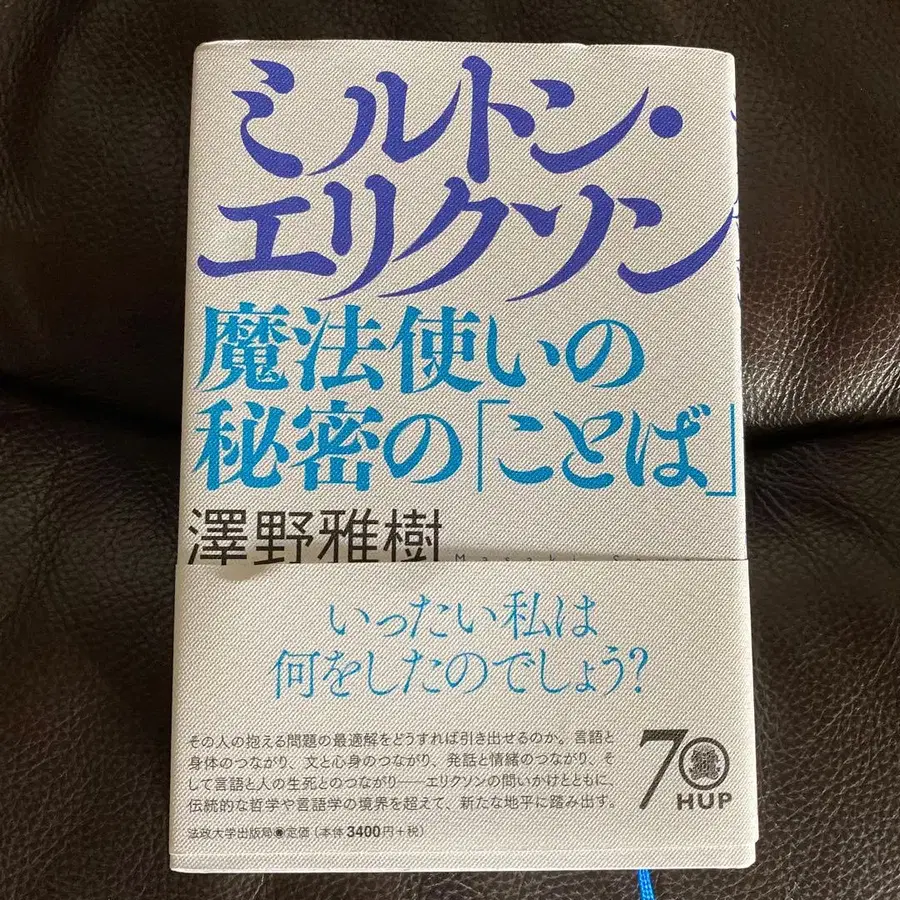 ミルトン・
エリクソン
魔法使いの
秘密の「ことば」
澤野雅樹
Masaki
いったい私は
何をしたのでしょう?
その人の抱える問題の最適解をどうすれば引き出せるのか。言語と
身体のつながり、文と心身のつながり、発話と情緒のつながり、そ
して言語と人の生死とのつながり──エリクソンの問いかけとともに、
伝統的な哲学や言語学の境界を超えて、新たな地平に踏み出す。
法政大学出版局◉定価(本体3400円+税)
70
HUP